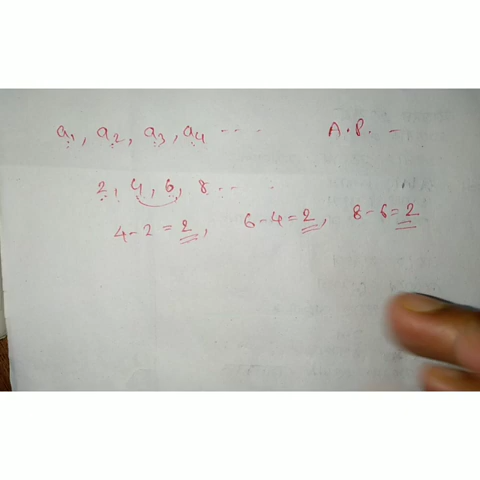 a1, a2, a3, a4 ---- A.P. -
2, 4, 6, 8 ...
4-2=2, 6-4=2, 8-6=2